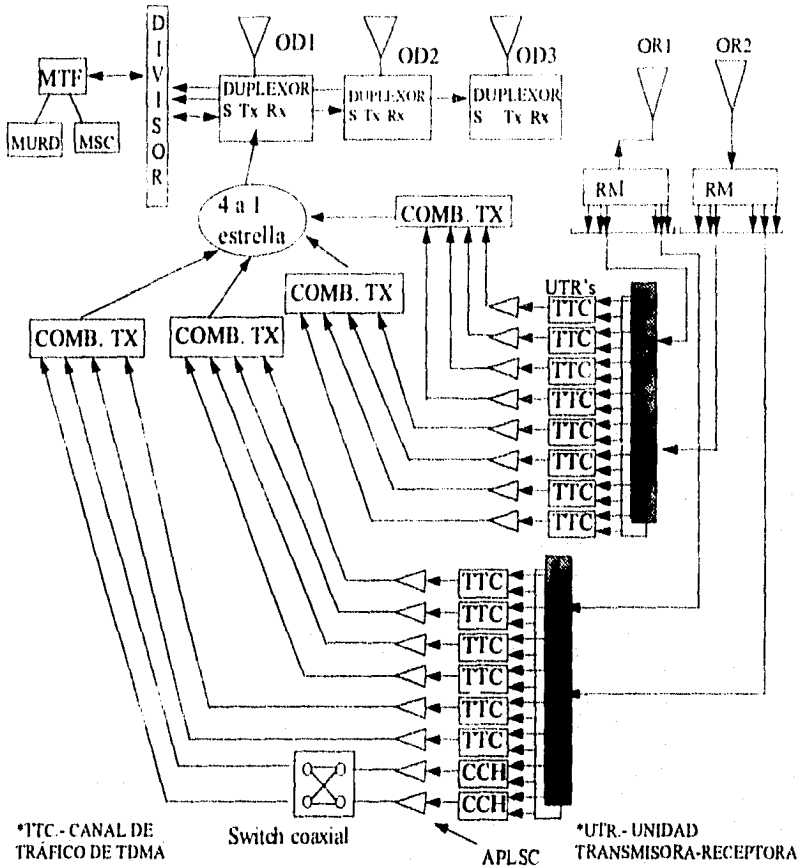 DIVISOR
OD1
OD2
OD3
OR1
OR2
MTF
MURD
MSC
DUPLEXOR
S Tx Rx
DUPLEXOR
S Tx Rx
DUPLEXOR
S Tx Rx
RM
RM
4 a 1
estrella
COMB. TX
COMB. TX
COMB. TX
COMB. TX
UTR's
TTC
TTC
TTC
TTC
TTC
TTC
TTC
TTC
TTC
TTC
TTC
TTC
TTC
TTC
CCH
CCH
Switch coaxial
APLSC
*TTC.- CANAL DE
TRÁFICO DE TDMA
*UTR.- UNIDAD
TRANSMISORA-RECEPTORA